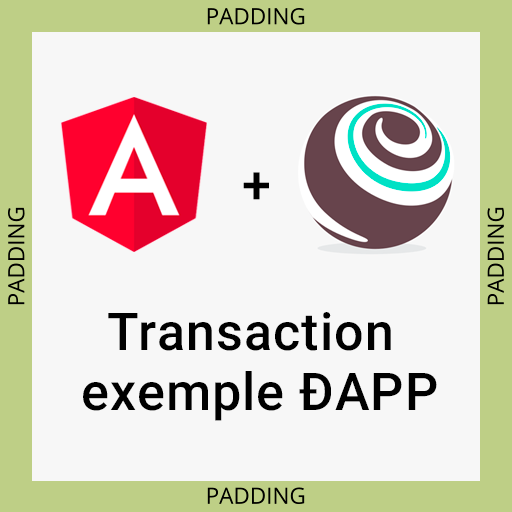 PADDING
A
+
PADDING
PADDING
Transaction
exemple ĐAPP
PADDING